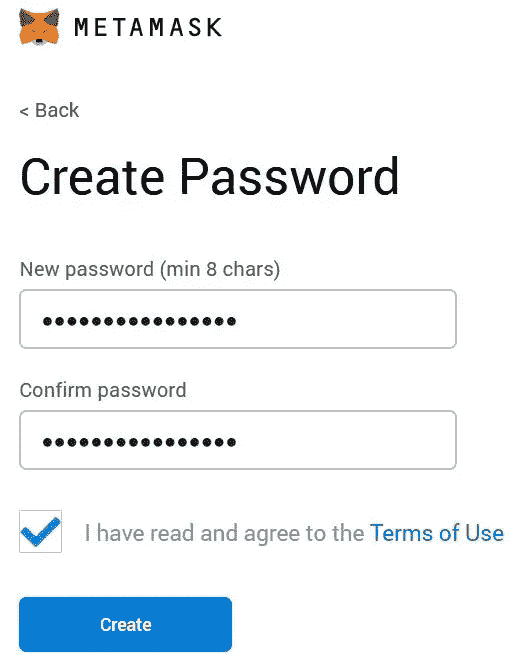 METAMASK
< Back
Create Password
New password (min 8 chars)
••••••••••••••••
Confirm password
••••••••••••••••
I have read and agree to the Terms of Use
Create